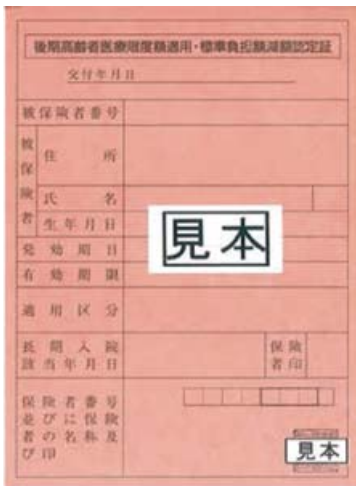 後期高齢者医療限度額適用・標準負担額減額認定証
交付年月日
被保険者番号
被保険者
住所
氏名
見本
生年月日
発効期日
有効期限
適用区分
長期入院
該当年月日
保険
者印
保険者番号
並びに保険
者の名称及
び印
見本